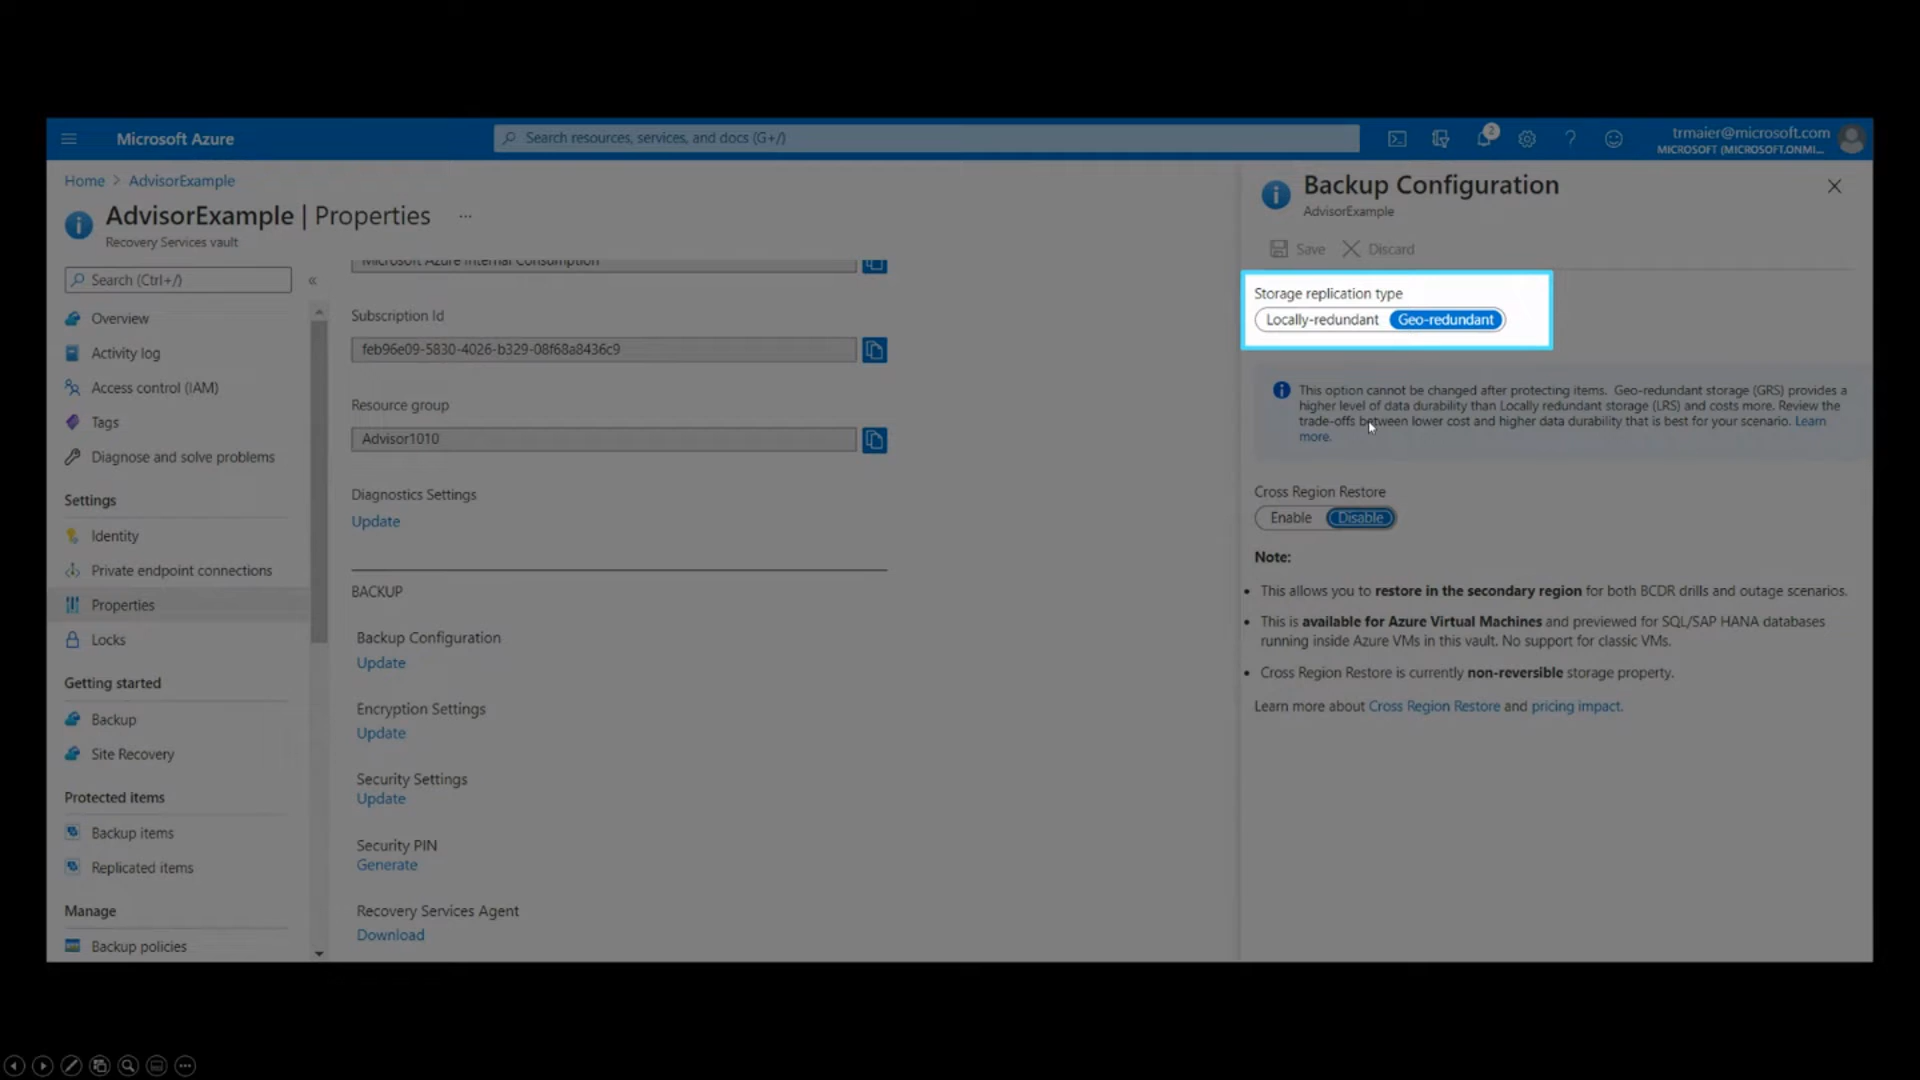 Microsoft Azure
Search resources, services, and docs (G+/)
2
trmaier@microsoft.com
MICROSOFT (MICROSOFT.ONMI...
Home > AdvisorExample
AdvisorExample | Properties ...
Recovery Services vault
Search (Ctrl+/)
«
Overview
Activity log
Access control (IAM)
Tags
Diagnose and solve problems
Settings
Identity
Private endpoint connections
Properties
Locks
Getting started
Backup
Site Recovery
Protected items
Backup items
Replicated items
Manage
Backup policies
Microsoft Azure Internal Consumption
Subscription Id
feb96e09-5830-4026-b329-08f68a8436c9
Resource group
Advisor1010
Diagnostics Settings
Update
BACKUP
Backup Configuration
Update
Encryption Settings
Update
Security Settings
Update
Security PIN
Generate
Recovery Services Agent
Download
Backup Configuration
AdvisorExample
Save Discard
Storage replication type
Locally-redundant Geo-redundant
This option cannot be changed after protecting items. Geo-redundant storage (GRS) provides a
higher level of data durability than Locally redundant storage (LRS) and costs more. Review the
trade-offs between lower cost and higher data durability that is best for your scenario. Learn
more.
Cross Region Restore
Enable Disable
Note:
• This allows you to restore in the secondary region for both BCDR drills and outage scenarios.
• This is available for Azure Virtual Machines and previewed for SQL/SAP HANA databases
running inside Azure VMs in this vault. No support for classic VMs.
• Cross Region Restore is currently non-reversible storage property.
Learn more about Cross Region Restore and pricing impact.